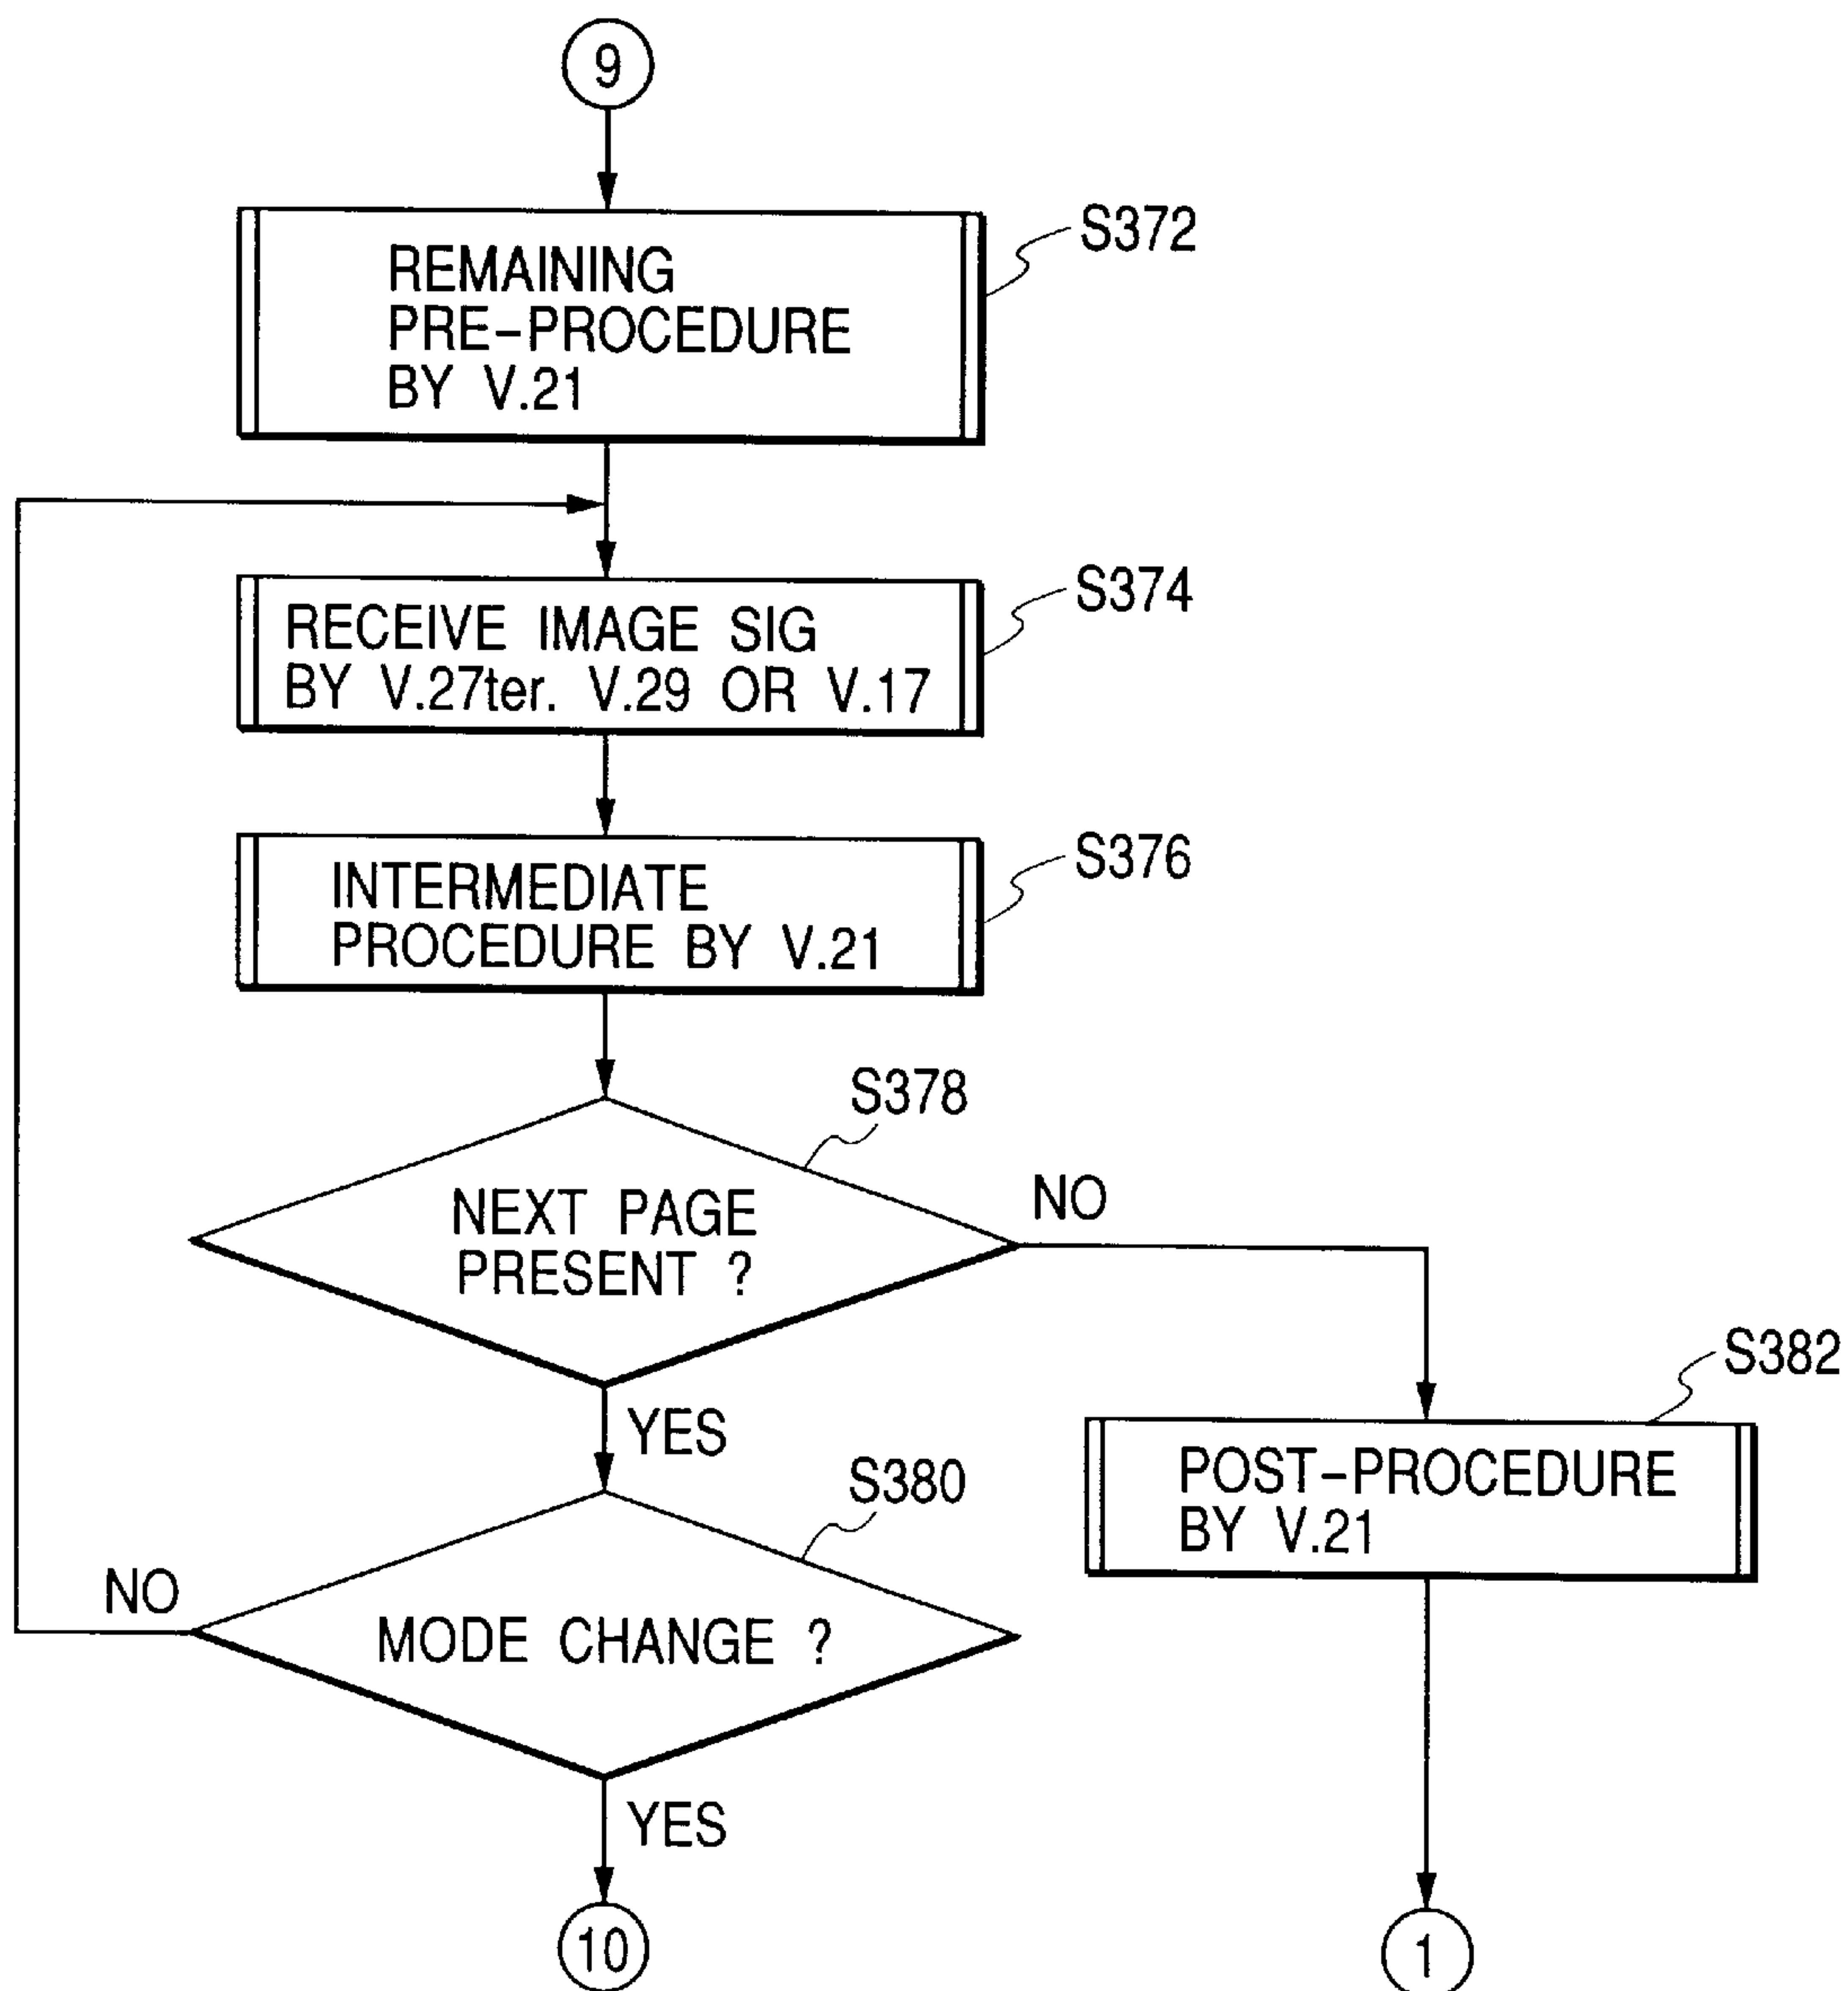 9
S372
REMAINING
PRE-PROCEDURE
BY V.21
S374
RECEIVE IMAGE SIG
BY V.27ter. V.29 OR V.17
S376
INTERMEDIATE
PROCEDURE BY V.21
S378
NEXT PAGE
PRESENT ?
NO
YES
S382
POST-PROCEDURE
BY V.21
S380
NO
MODE CHANGE ?
YES
10
1